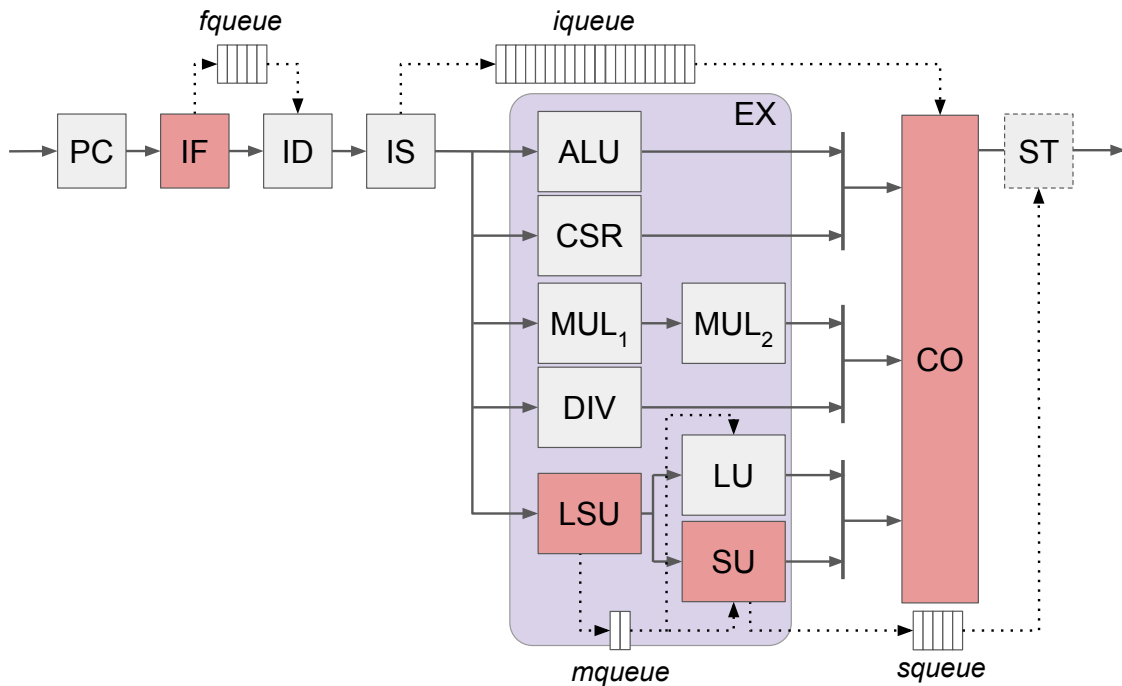 fqueue
iqueue
EX
PC
IF
ID
IS
ALU
CSR
MUL1
MUL2
DIV
LSU
LU
SU
CO
ST
mqueue
squeue